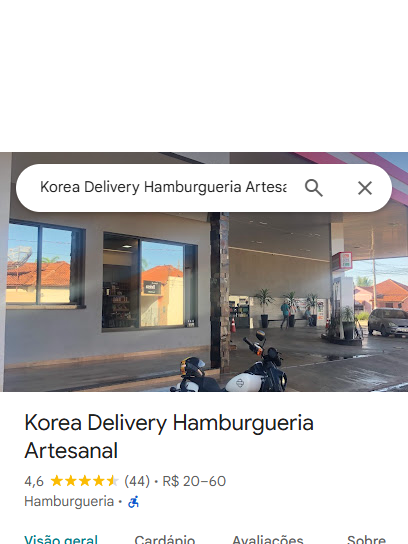 Korea Delivery Hamburgueria Artesa
Korea Delivery Hamburgueria
Artesanal
4,6 (44) • R$ 20–60
Hamburgueria •
Visão geral Cardápio Avaliações Sobre